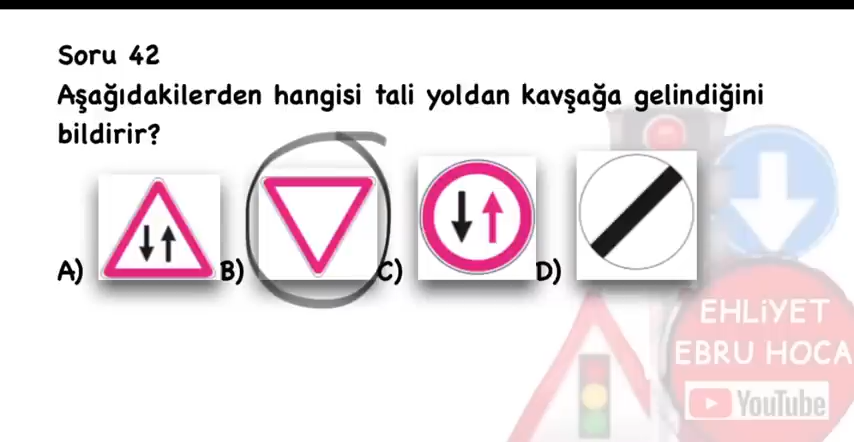 Soru 42
Aşağıdakilerden hangisi tali yoldan kavşağa gelindiğini
bildirir?
A) B) C) D)
EHLİYET
EBRU HOCA
YouTube